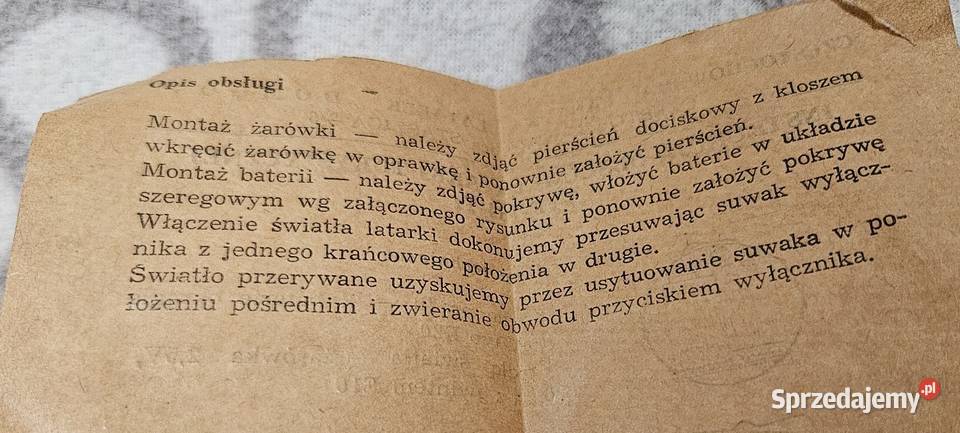 Opis obsługi
Montaż żarówki — należy zdjąć pierścień dociskowy z kloszem
wkręcić żarówkę w oprawkę i ponownie założyć pierścień.
Montaż baterii — należy zdjąć pokrywę, włożyć baterie w układzie
szeregowym wg załączonego rysunku i ponownie założyć pokrywę
Włączenie światła latarki dokonujemy przesuwając suwak wyłącz-
nika z jednego krańcowego położenia w drugie.
Światło przerywane uzyskujemy przez usytuowanie suwaka w po-
łożeniu pośrednim i zwieranie obwodu przyciskiem wyłącznika.
Sprzedajemy.pl